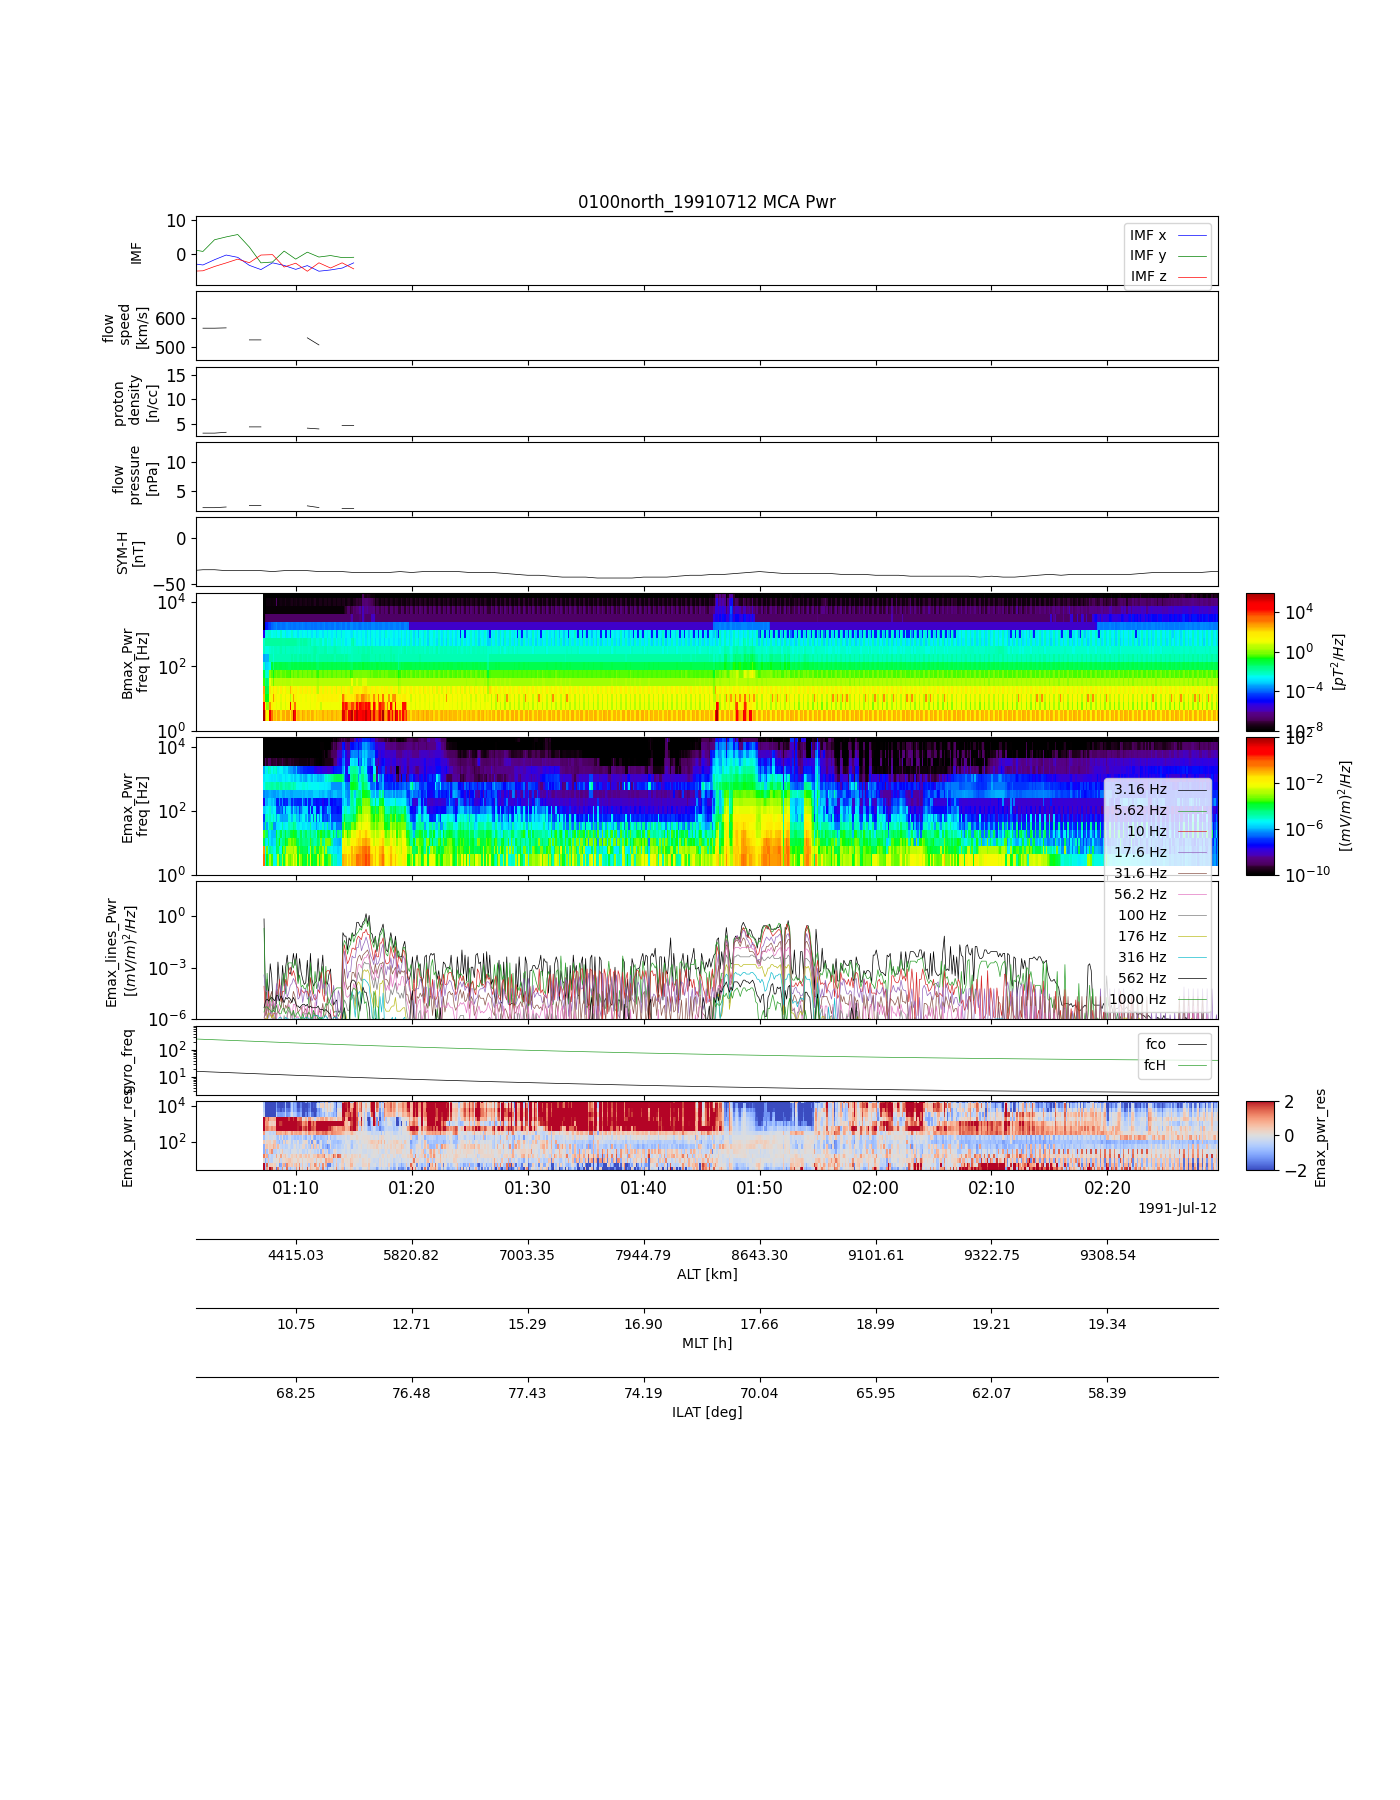 0100north_19910712 MCA Pwr
10
0
IMF
IMF x
IMF y
IMF z
600
500
flow
speed
[km/s]
15
10
5
proton
density
[n/cc]
10
5
flow
pressure
[nPa]
0
−50
SYM-H
[nT]
10^4
10^2
10^0
Bmax_Pwr
freq [Hz]
10^4
10^0
10^−4
10^−8
[pT^2/Hz]
10^4
10^2
10^0
Emax_Pwr
freq [Hz]
10^2
10^−2
10^−6
10^−10
[(mV/m)^2/Hz]
3.16 Hz
5.62 Hz
10 Hz
17.6 Hz
31.6 Hz
56.2 Hz
100 Hz
176 Hz
316 Hz
562 Hz
1000 Hz
10^0
10^−3
10^−6
Emax_lines_Pwr
[(mV/m)^2/Hz]
10^2
10^1
gyro_freq
fco
fcH
10^4
10^2
Emax_pwr_res
2
0
−2
Emax_pwr_res
01:10 01:20 01:30 01:40 01:50 02:00 02:10 02:20
1991-Jul-12
4415.03 5820.82 7003.35 7944.79 8643.30 9101.61 9322.75 9308.54
ALT [km]
10.75 12.71 15.29 16.90 17.66 18.99 19.21 19.34
MLT [h]
68.25 76.48 77.43 74.19 70.04 65.95 62.07 58.39
ILAT [deg]